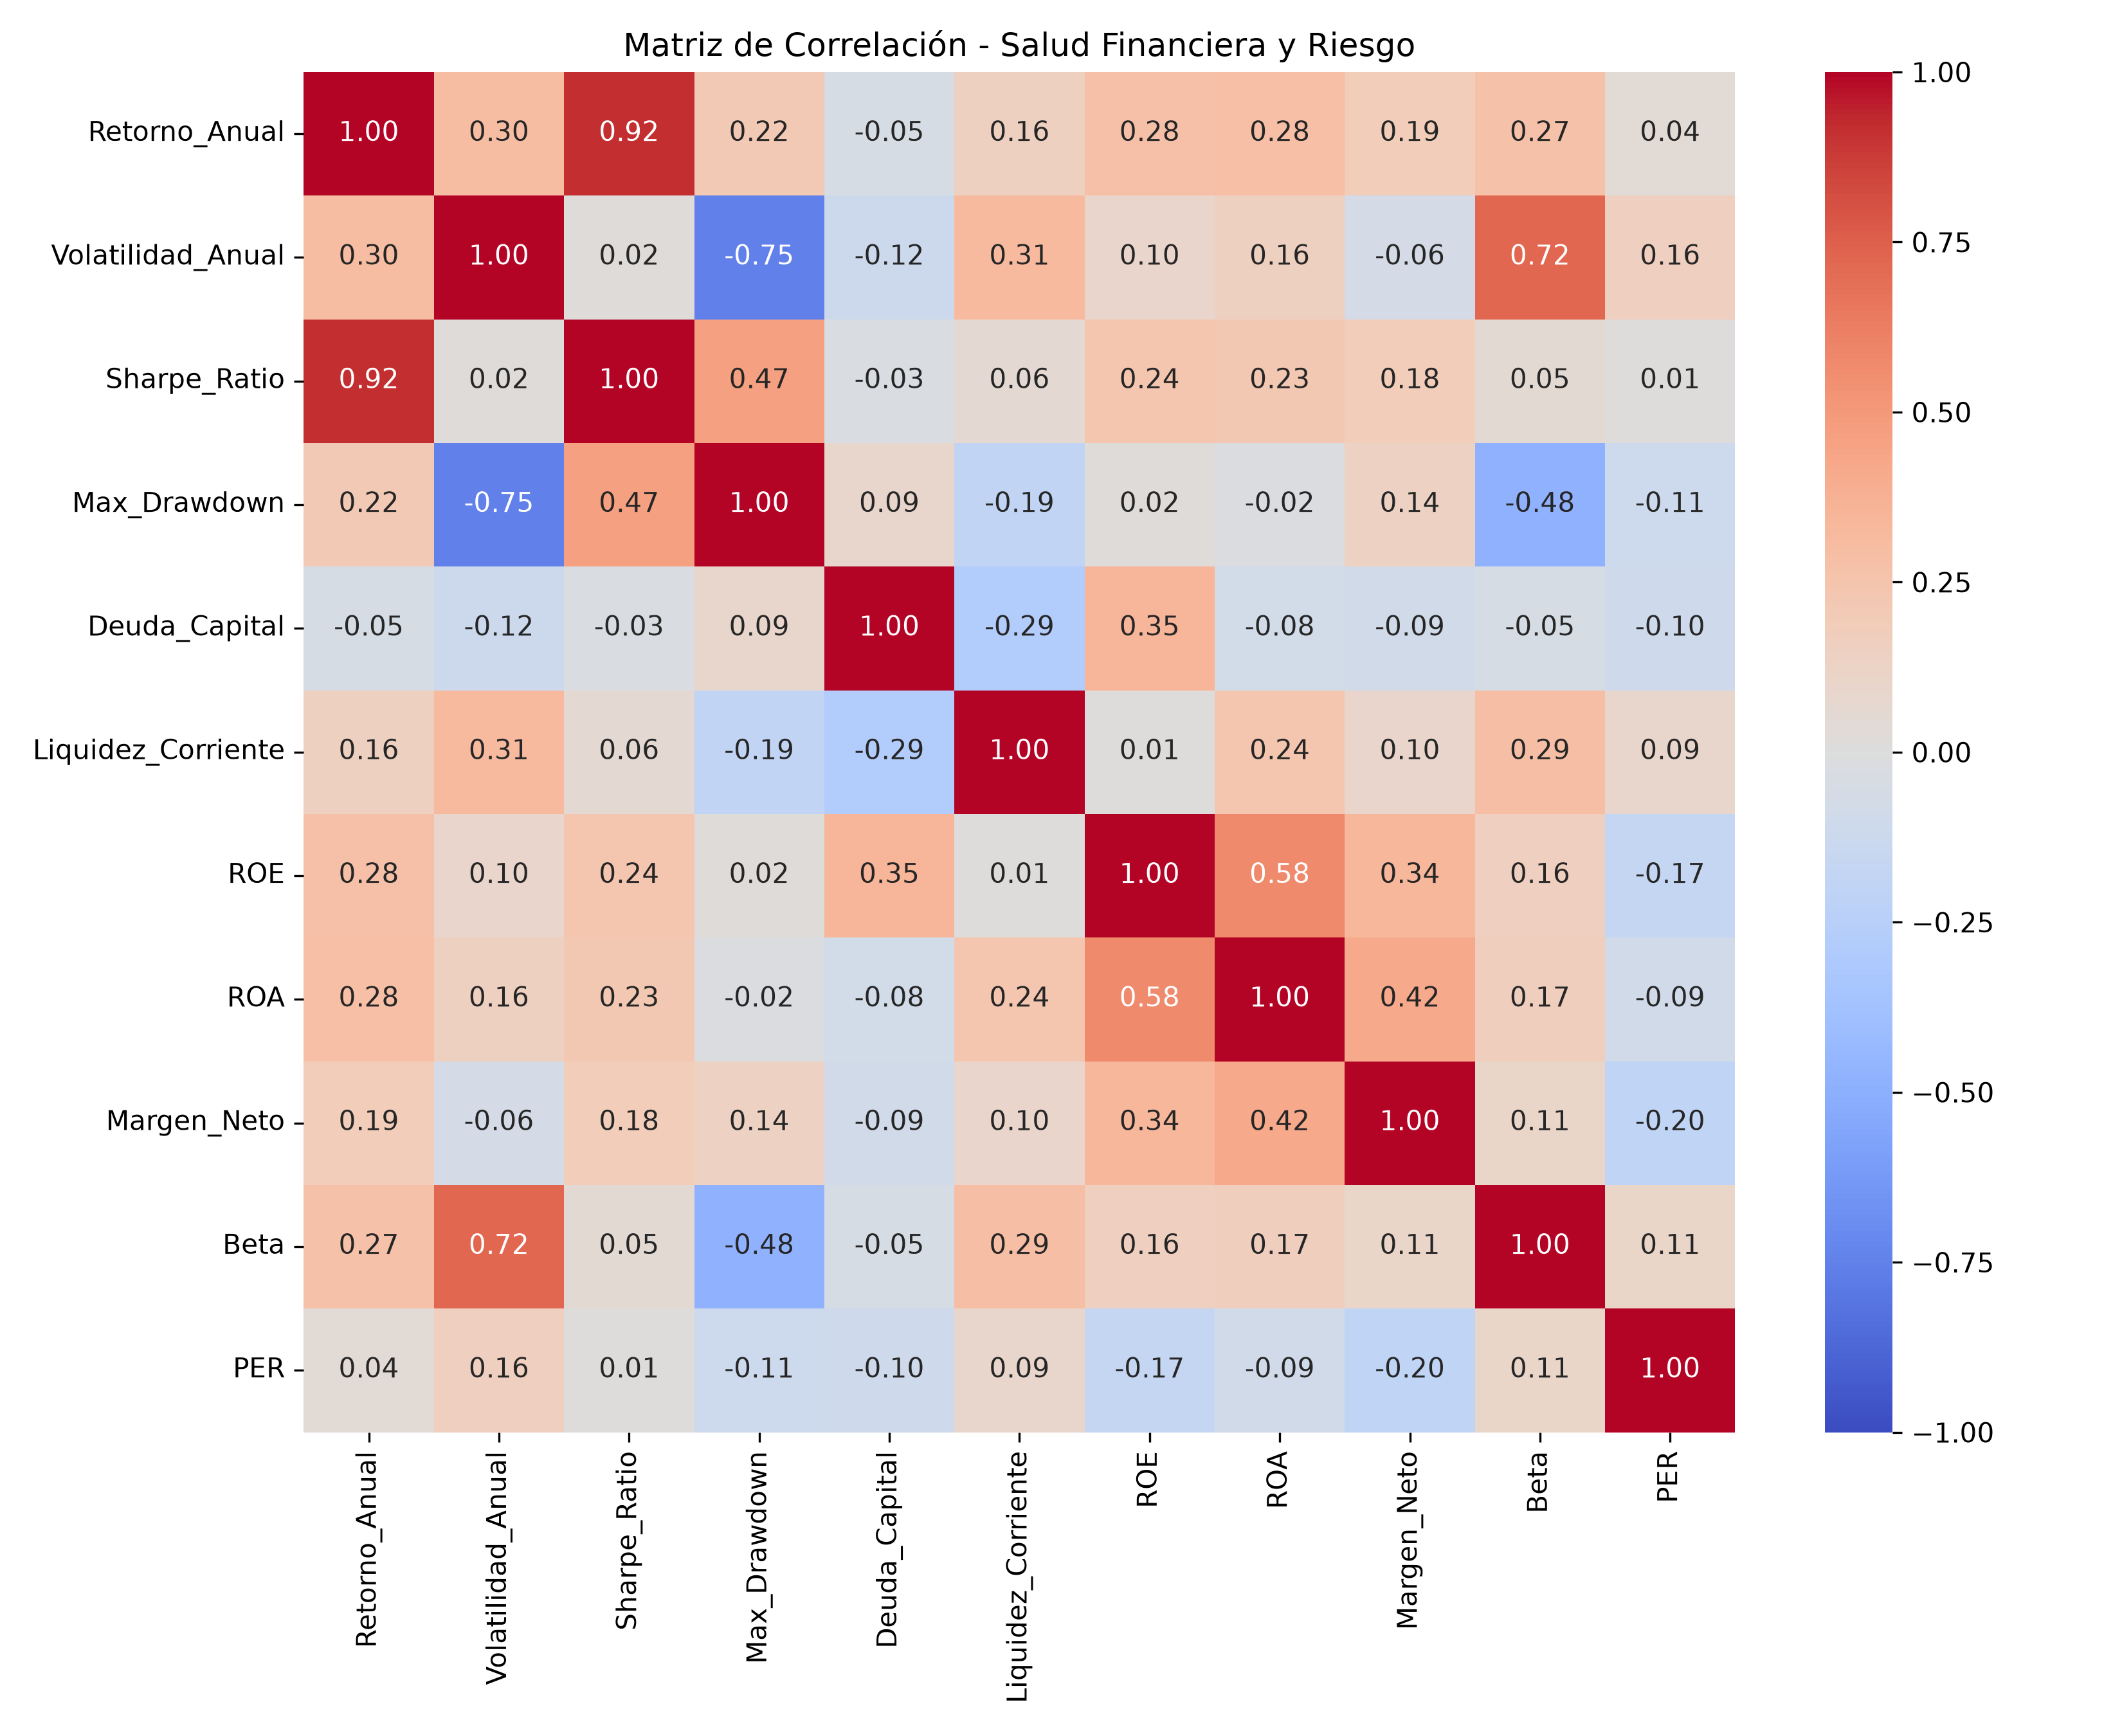 Matriz de Correlación - Salud Financiera y Riesgo
Retorno_Anual 1.00 0.30 0.92 0.22 -0.05 0.16 0.28 0.28 0.19 0.27 0.04
Volatilidad_Anual 0.30 1.00 0.02 -0.75 -0.12 0.31 0.10 0.16 -0.06 0.72 0.16
Sharpe_Ratio 0.92 0.02 1.00 0.47 -0.03 0.06 0.24 0.23 0.18 0.05 0.01
Max_Drawdown 0.22 -0.75 0.47 1.00 0.09 -0.19 0.02 -0.02 0.14 -0.48 -0.11
Deuda_Capital -0.05 -0.12 -0.03 0.09 1.00 -0.29 0.35 -0.08 -0.09 -0.05 -0.10
Liquidez_Corriente 0.16 0.31 0.06 -0.19 -0.29 1.00 0.01 0.24 0.10 0.29 0.09
ROE 0.28 0.10 0.24 0.02 0.35 0.01 1.00 0.58 0.34 0.16 -0.17
ROA 0.28 0.16 0.23 -0.02 -0.08 0.24 0.58 1.00 0.42 0.17 -0.09
Margen_Neto 0.19 -0.06 0.18 0.14 -0.09 0.10 0.34 0.42 1.00 0.11 -0.20
Beta 0.27 0.72 0.05 -0.48 -0.05 0.29 0.16 0.17 0.11 1.00 0.11
PER 0.04 0.16 0.01 -0.11 -0.10 0.09 -0.17 -0.09 -0.20 0.11 1.00
Retorno_Anual
Volatilidad_Anual
Sharpe_Ratio
Max_Drawdown
Deuda_Capital
Liquidez_Corriente
ROE
ROA
Margen_Neto
Beta
PER
1.00
0.75
0.50
0.25
0.00
−0.25
−0.50
−0.75
−1.00